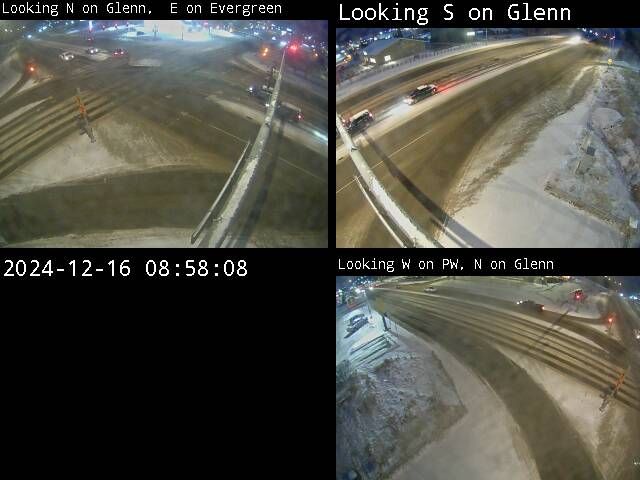 Looking N on Glenn,  E on Evergreen
Looking S on Glenn
2024-12-16 08:58:08
Looking W on PW, N on Glenn